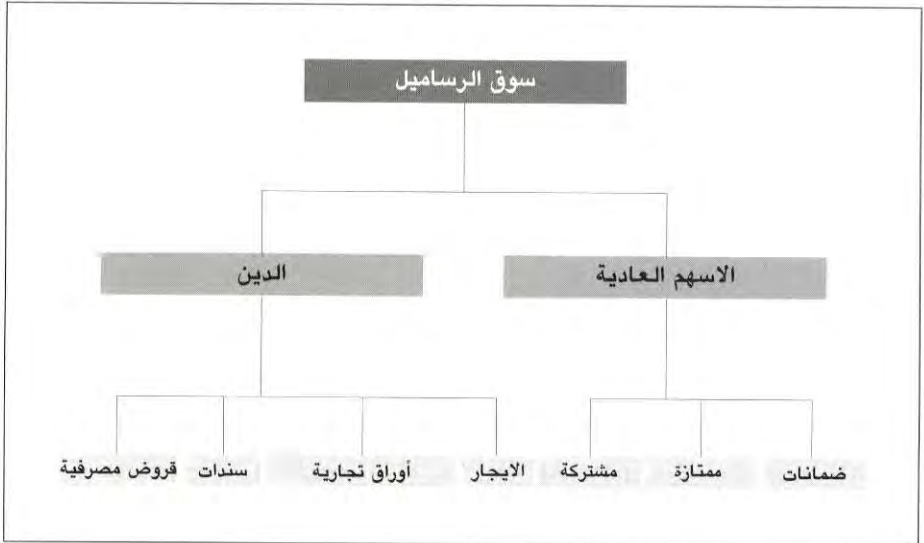 سوق الرساميل
الاسهم العادية
الدين
ضمانات
ممتازة
مشتركة
الايجار
أوراق تجارية
سندات
قروض مصرفية